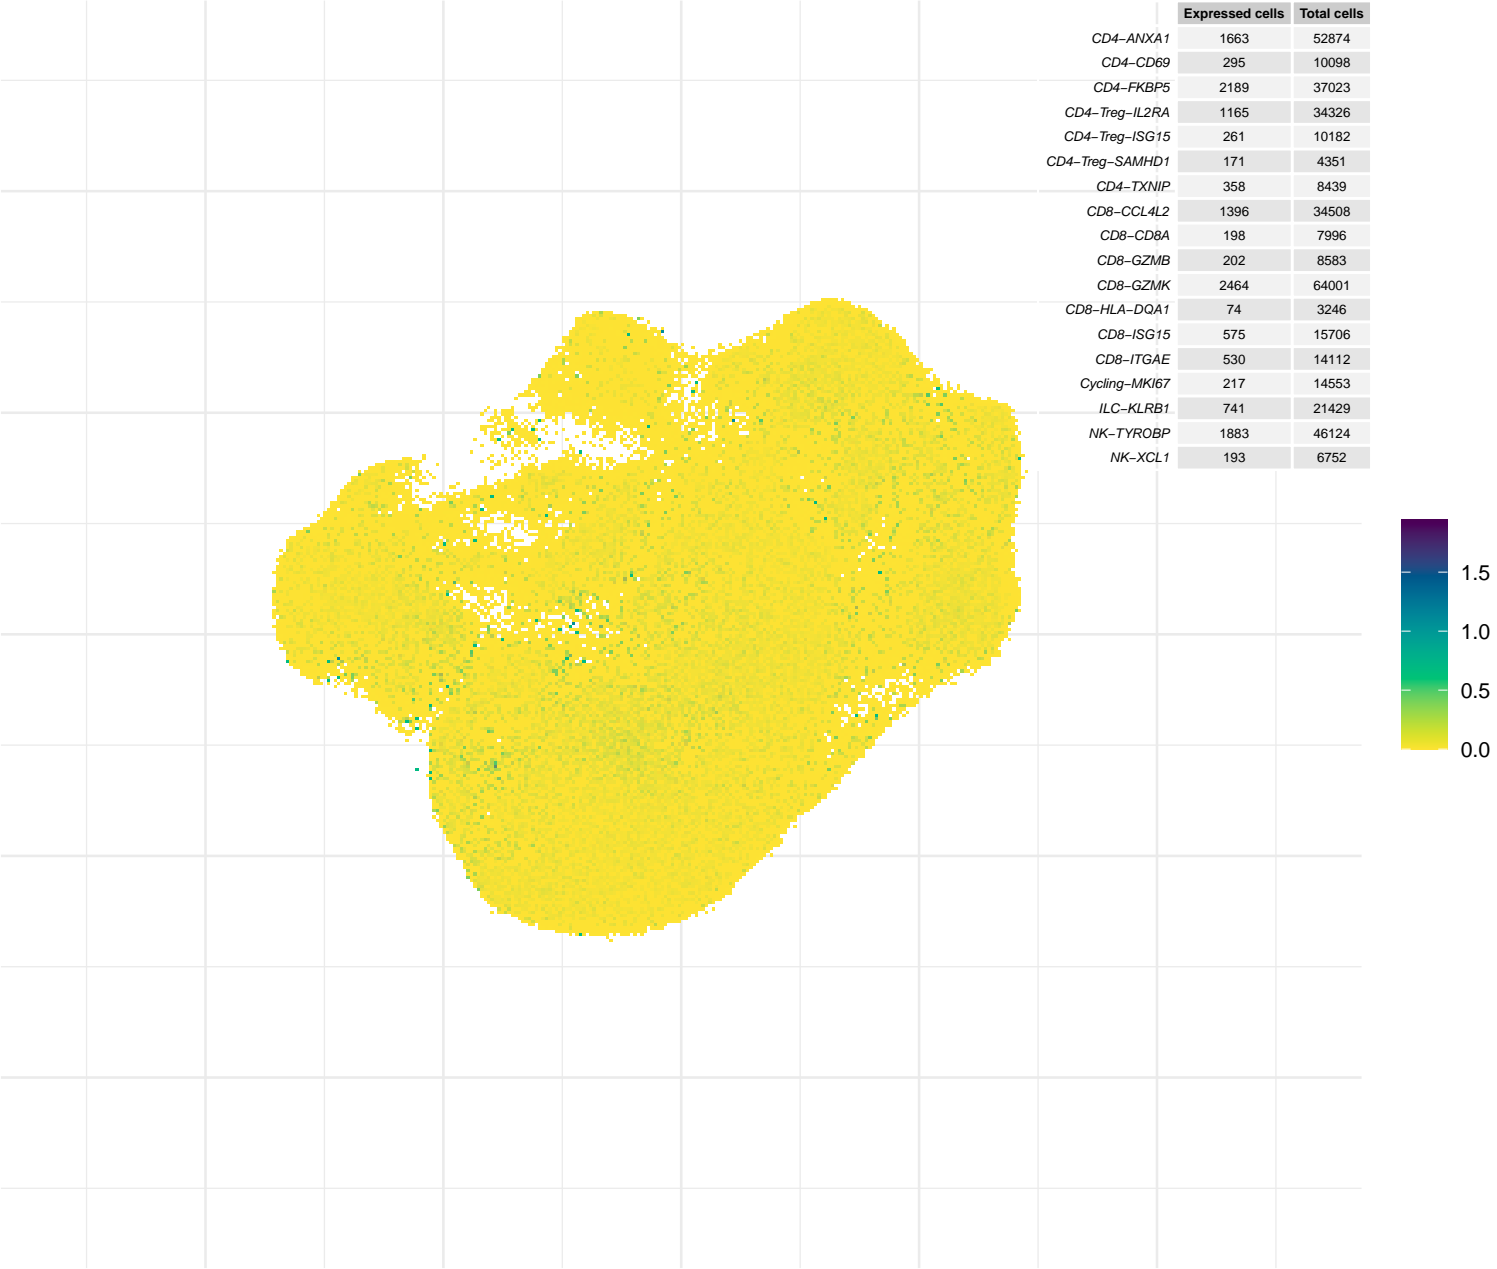 Expressed cells Total cells
CD4−ANXA1 1663 52874
CD4−CD69 295 10098
CD4−FKBP5 2189 37023
CD4−Treg−IL2RA 1165 34326
CD4−Treg−ISG15 261 10182
CD4−Treg−SAMHD1 171 4351
CD4−TXNIP 358 8439
CD8−CCL4L2 1396 34508
CD8−CD8A 198 7996
CD8−GZMB 202 8583
CD8−GZMK 2464 64001
CD8−HLA−DQA1 74 3246
CD8−ISG15 575 15706
CD8−ITGAE 530 14112
Cycling−MKI67 217 14553
ILC−KLRB1 741 21429
NK−TYROBP 1883 46124
NK−XCL1 193 6752
1.5
1.0
0.5
0.0